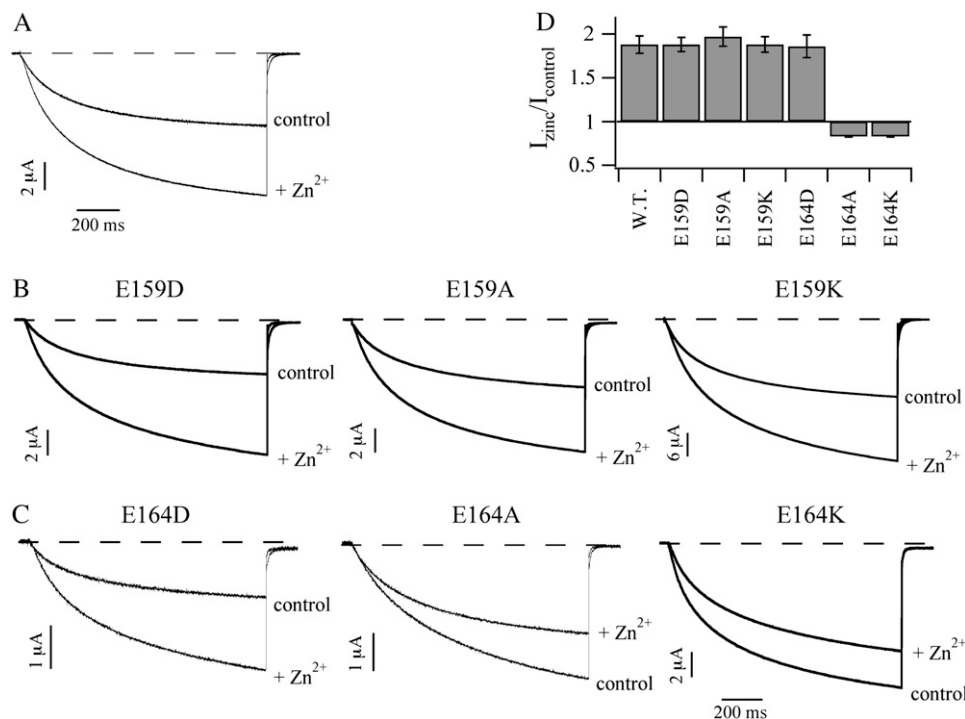 A
control
+ Zn²⁺
2 μA
200 ms
D
I_zinc/I_control
2
1.5
1
0.5
W.T.
E159D
E159A
E159K
E164D
E164A
E164K
B
E159D
control
+ Zn²⁺
2 μA
E159A
control
+ Zn²⁺
2 μA
E159K
control
+ Zn²⁺
6 μA
C
E164D
control
+ Zn²⁺
1 μA
E164A
+ Zn²⁺
control
1 μA
E164K
+ Zn²⁺
control
2 μA
200 ms